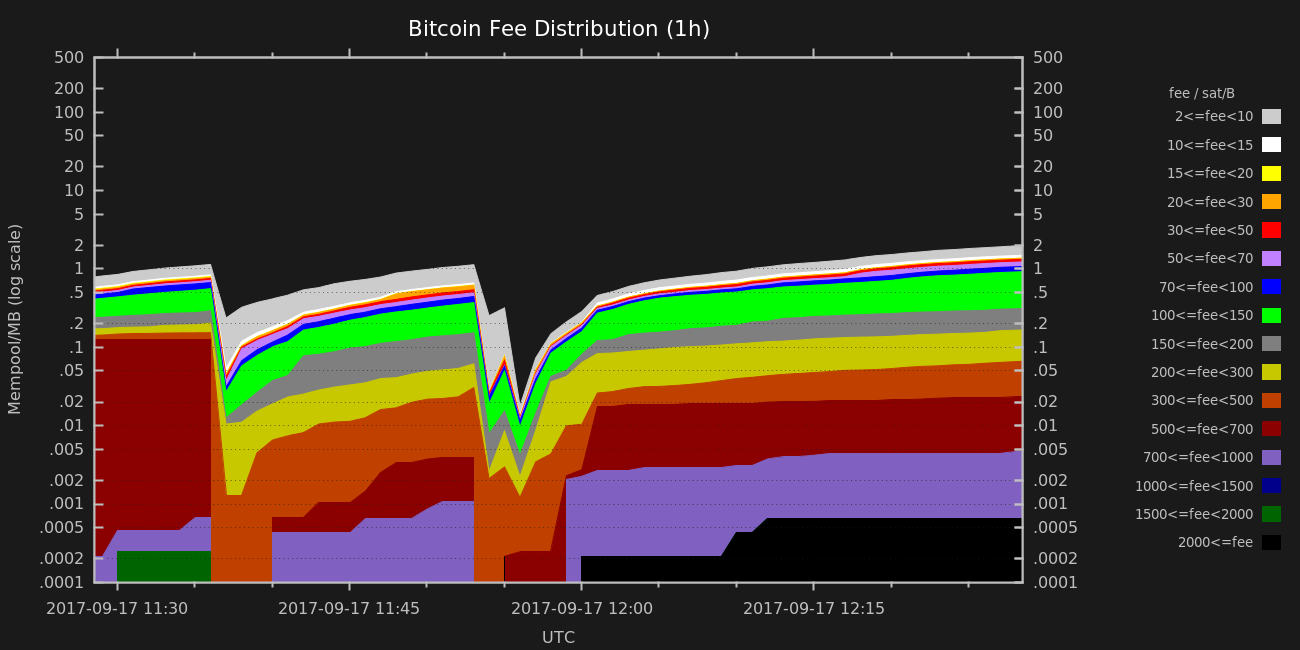 Bitcoin Fee Distribution (1h)
Mempool/MB (log scale)
500
200
100
50
20
10
5
2
1
.5
.2
.1
.05
.02
.01
.005
.002
.001
.0005
.0002
.0001
500
200
100
50
20
10
5
2
1
.5
.2
.1
.05
.02
.01
.005
.002
.001
.0005
.0002
.0001
2017-09-17 11:30
2017-09-17 11:45
2017-09-17 12:00
2017-09-17 12:15
UTC
fee / sat/B
2<=fee<10
10<=fee<15
15<=fee<20
20<=fee<30
30<=fee<50
50<=fee<70
70<=fee<100
100<=fee<150
150<=fee<200
200<=fee<300
300<=fee<500
500<=fee<700
700<=fee<1000
1000<=fee<1500
1500<=fee<2000
2000<=fee